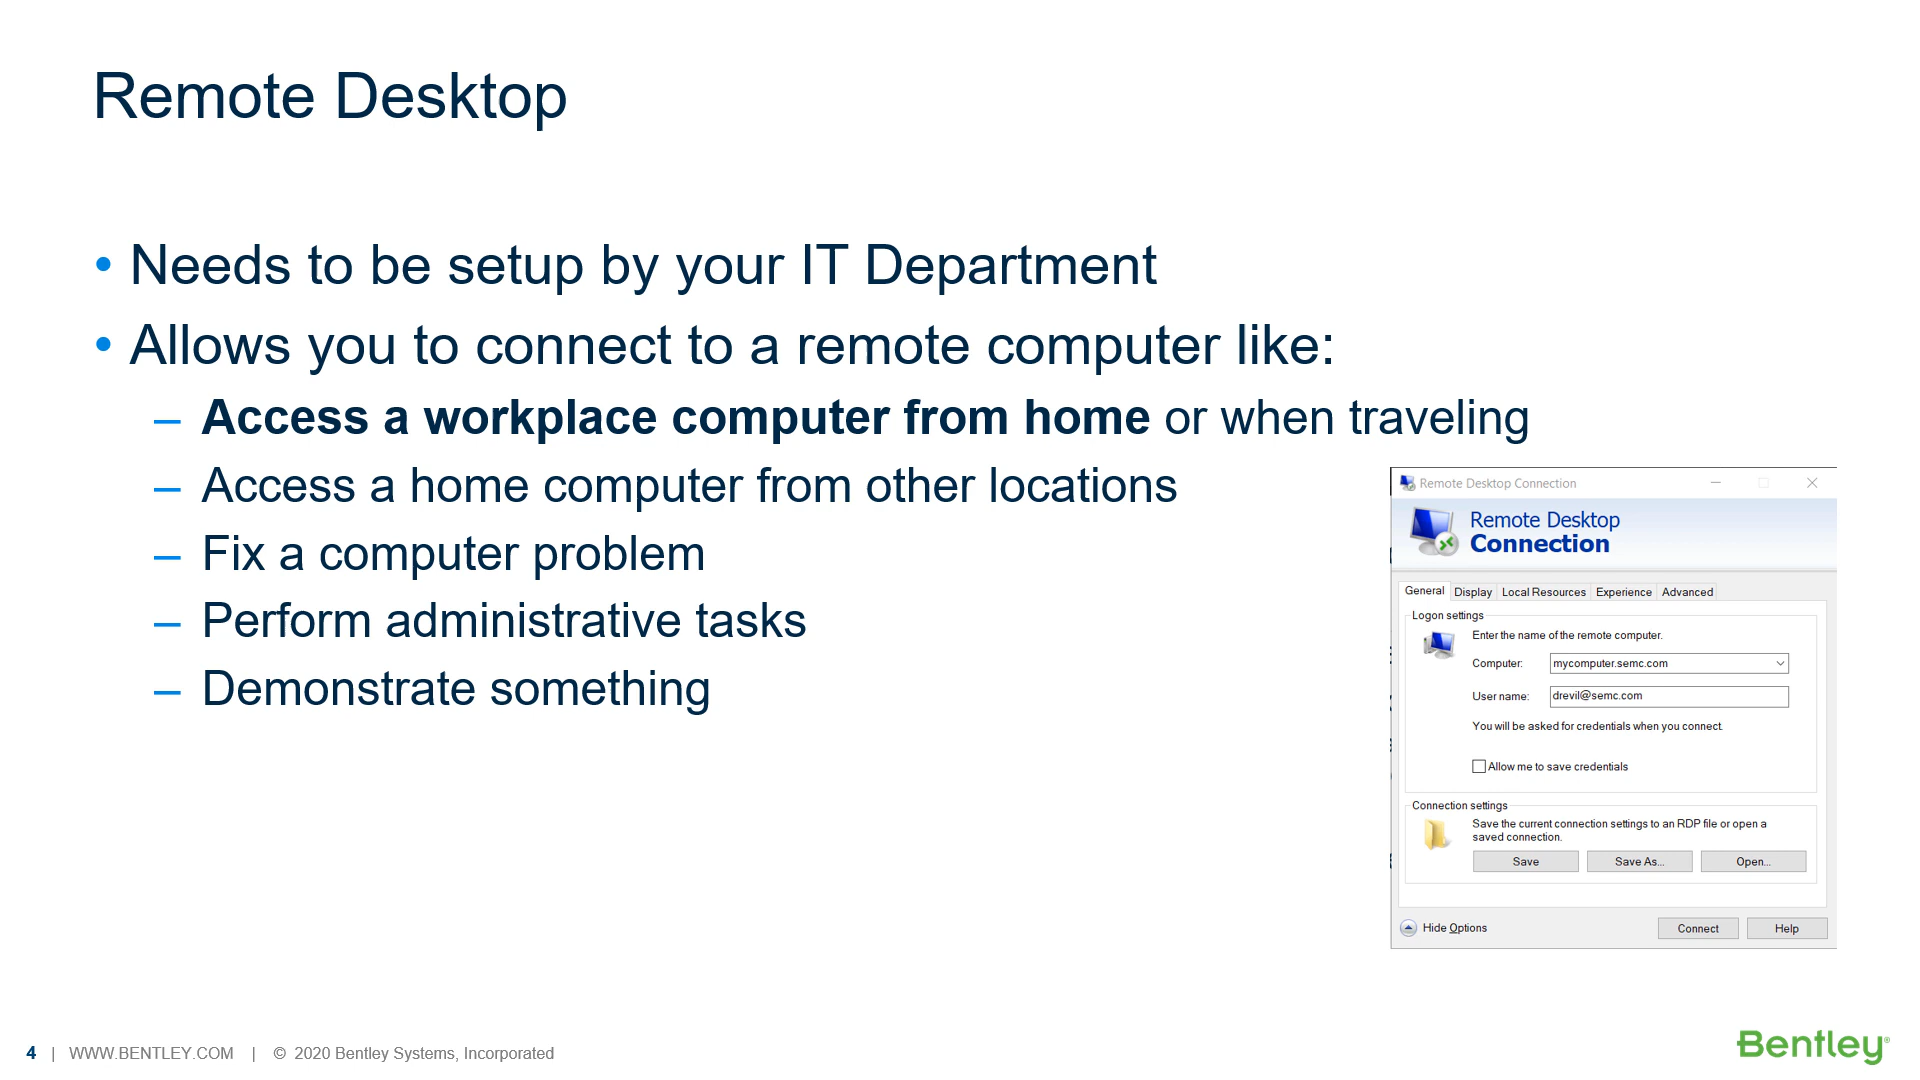 Remote Desktop
• Needs to be setup by your IT Department
• Allows you to connect to a remote computer like:
– Access a workplace computer from home or when traveling
– Access a home computer from other locations
– Fix a computer problem
– Perform administrative tasks
– Demonstrate something
Remote Desktop Connection
Remote Desktop
Connection
General Display Local Resources Experience Advanced
Logon settings
Enter the name of the remote computer.
Computer: mycomputer.semc.com
User name: drevil@semc.com
You will be asked for credentials when you connect.
Allow me to save credentials
Connection settings
Save the current connection settings to an RDP file or open a
saved connection.
Save Save As... Open...
Hide Options Connect Help
4 | WWW.BENTLEY.COM | © 2020 Bentley Systems, Incorporated
Bentley®